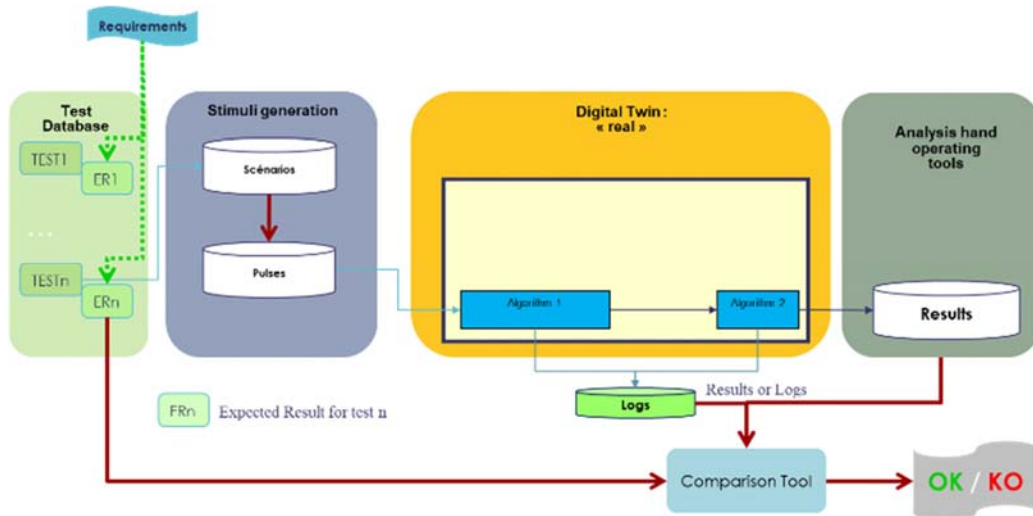 Requirements
Test
Database
TEST1
ER1
...
TESTn
ERn
Stimuli generation
Scénarios
Pulses
Digital Twin :
« real »
Algorithm 1
Algorithm 2
Analysis hand
operating
tools
Results
Logs
Results or Logs
FRn
Expected Result for test n
Comparison Tool
OK / KO